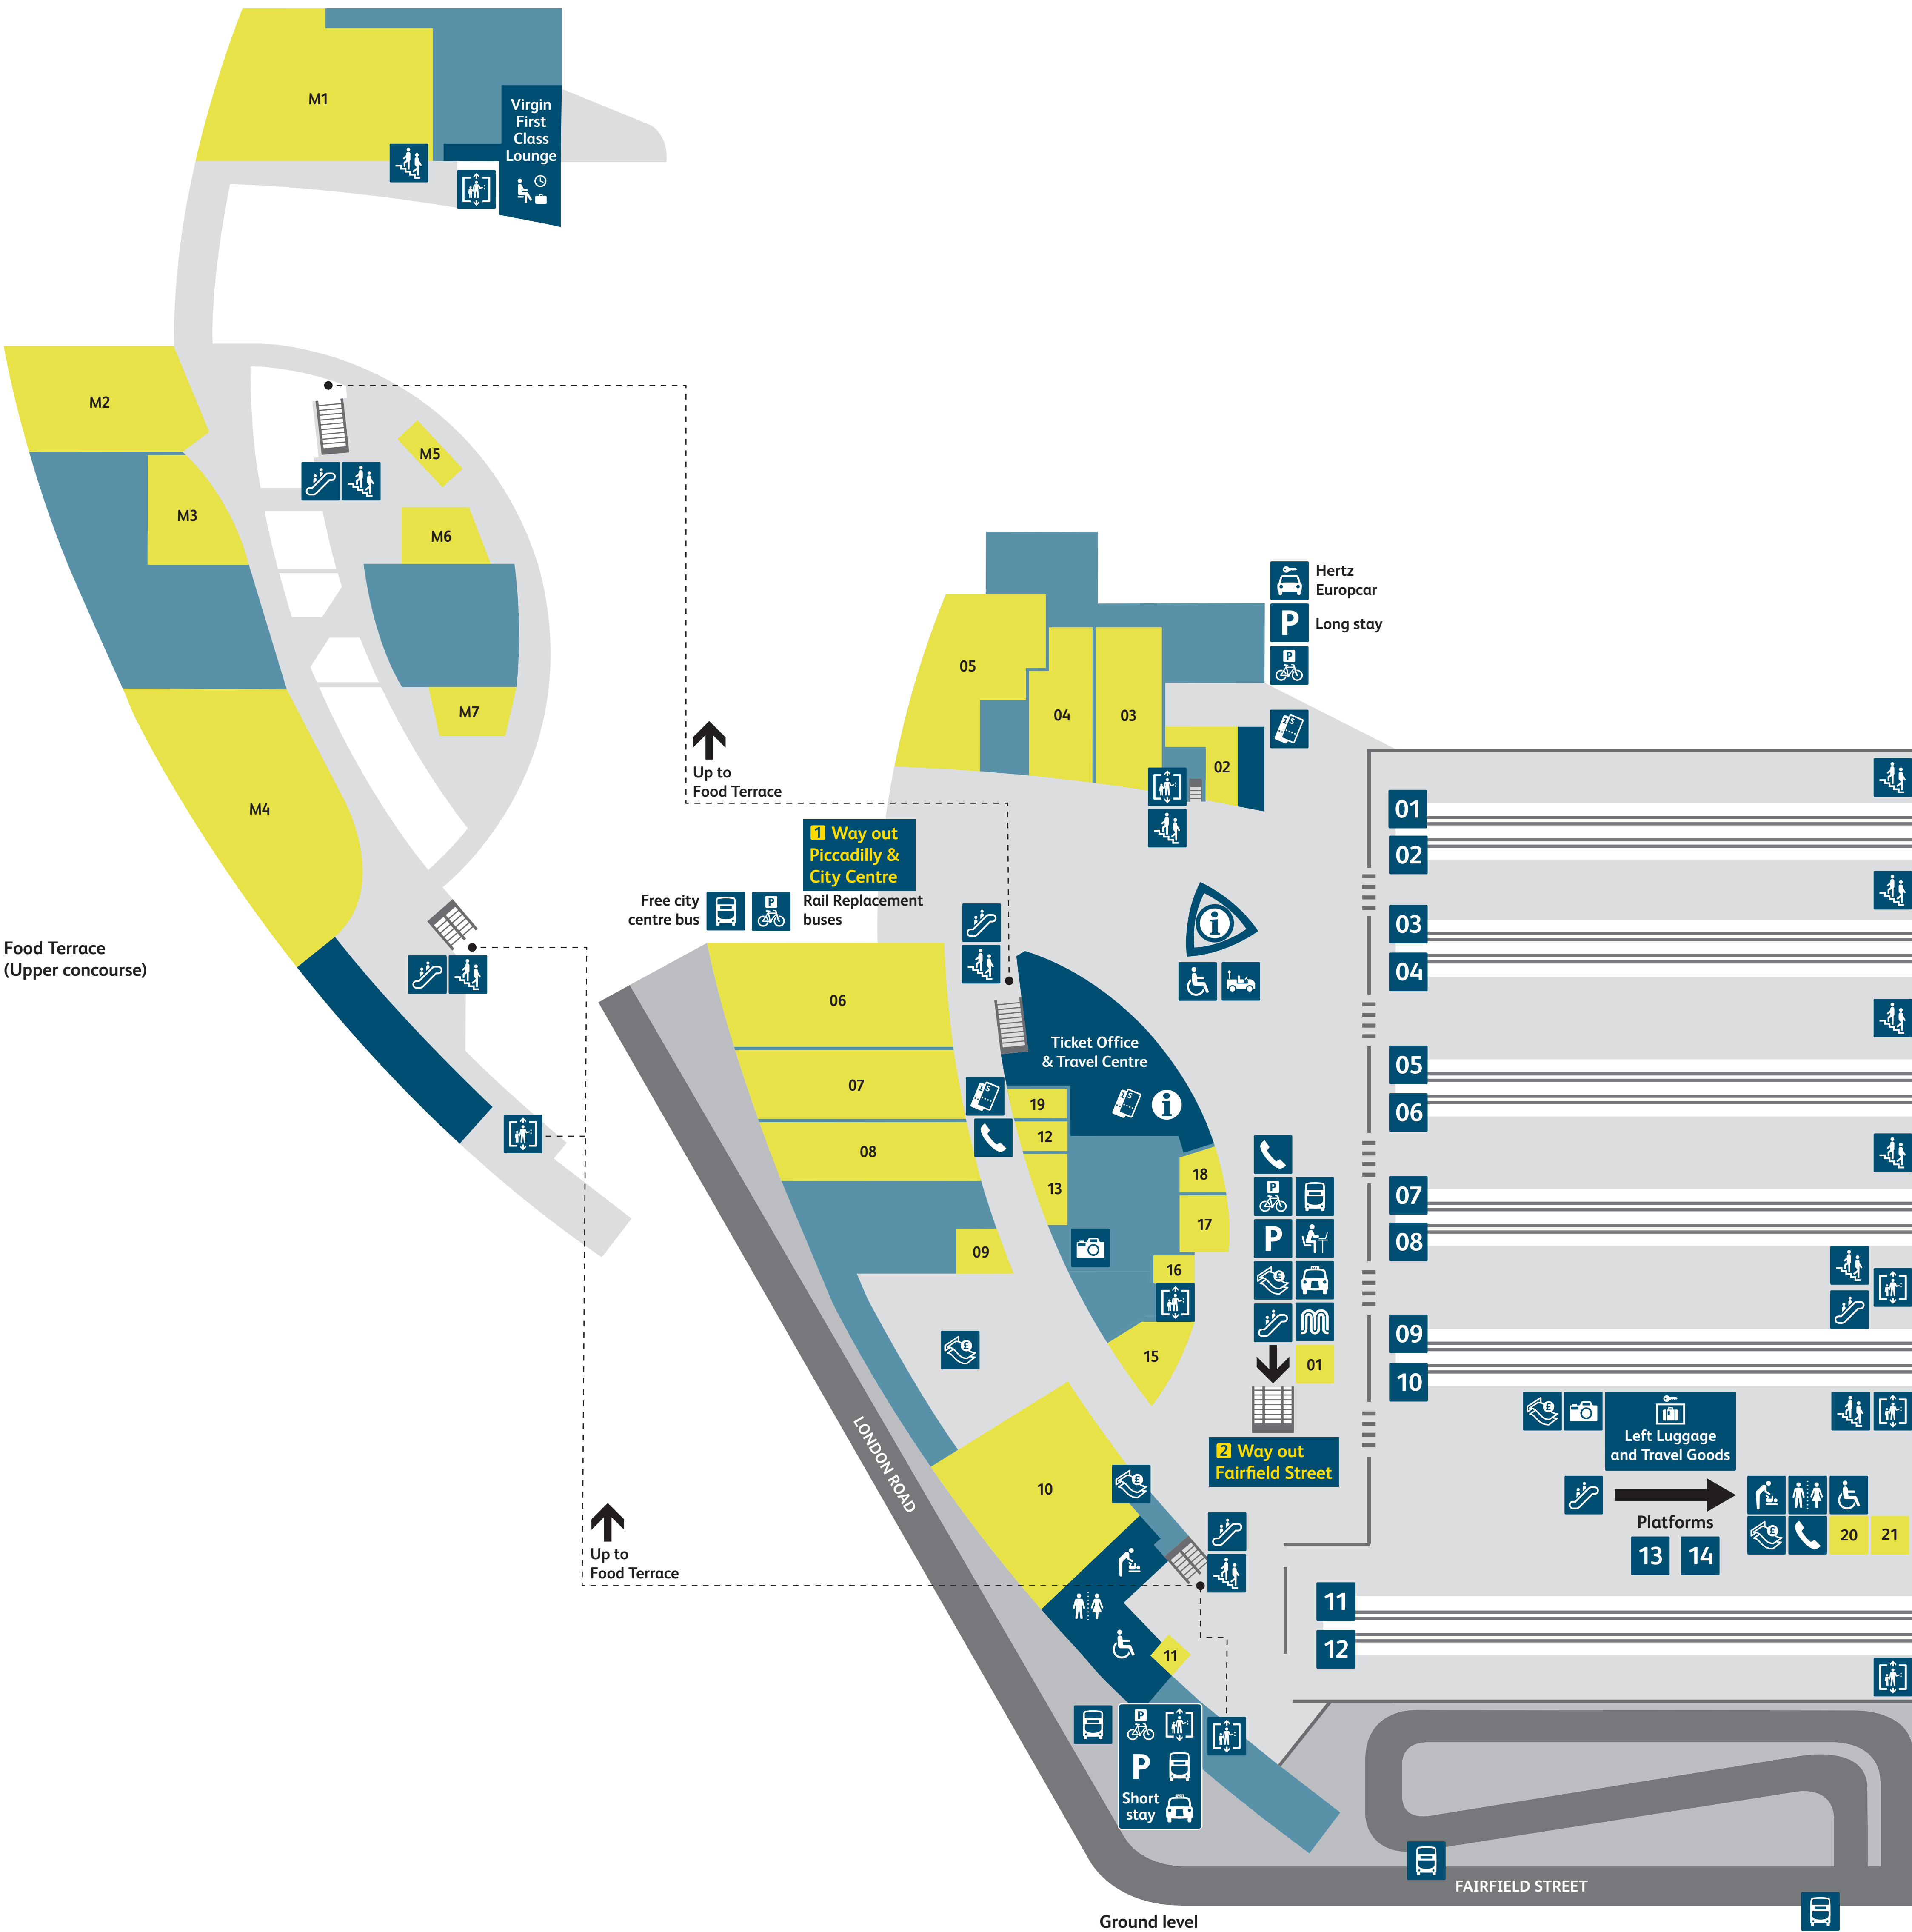 M1
Virgin
First
Class
Lounge
M2
M3
M5
M6
M7
M4
Food Terrace
(Upper concourse)
Up to
Food Terrace
Up to
Food Terrace
1 Way out
Piccadilly &
City Centre
Free city
centre bus
P
Rail Replacement
buses
Hertz
Europcar
P
Long stay
P
05
04
03
02
i
Ticket Office
& Travel Centre
i
06
07
08
09
10
11
19
12
13
18
17
16
15
P
P
£
01
£
£
2 Way out
Fairfield Street
01
02
03
04
05
06
07
08
09
10
£
Left Luggage
and Travel Goods
Platforms
13
14
£
20
21
11
12
P
P
Short
stay
LONDON ROAD
FAIRFIELD STREET
Ground level